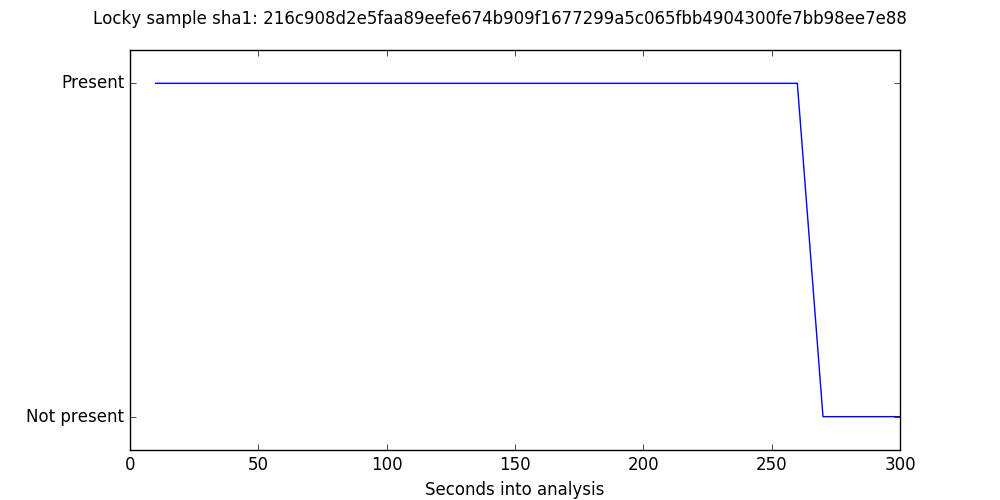 Locky sample sha1: 216c908d2e5faa89eefe674b909f1677299a5c065fbb4904300fe7bb98ee7e88
Present
Not present
0 50 100 150 200 250 300
Seconds into analysis